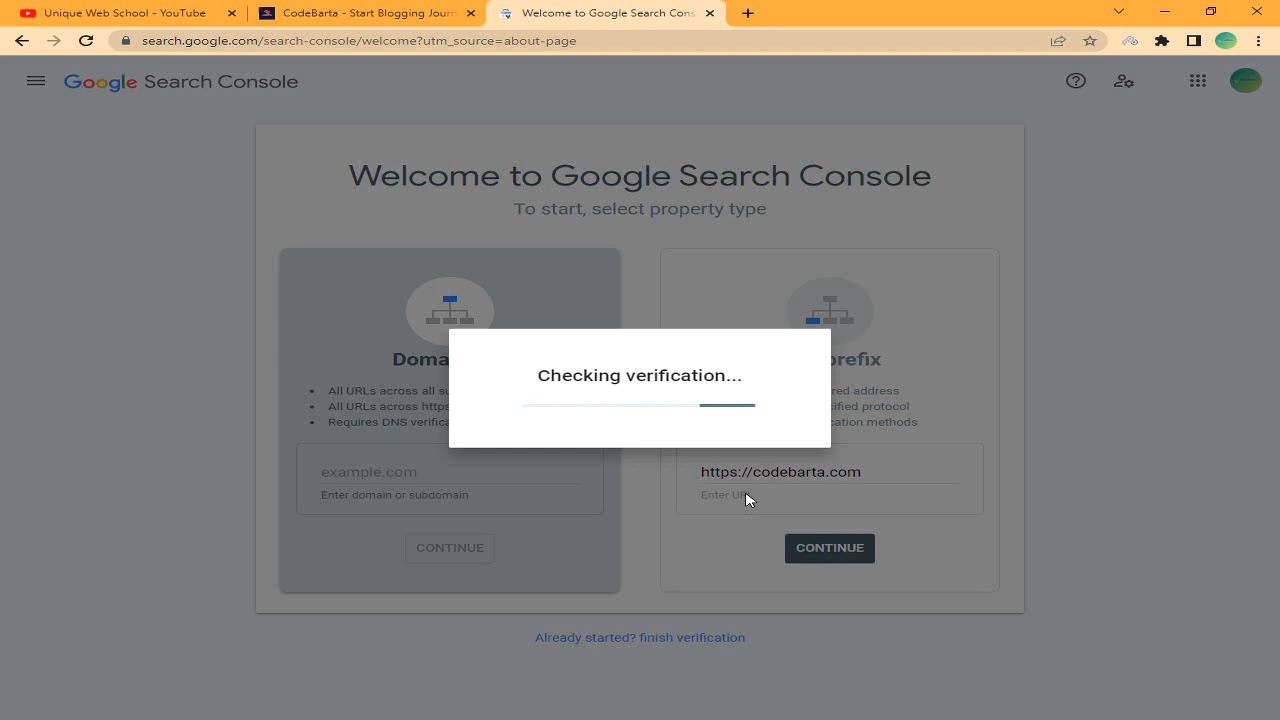 Unique Web School - YouTube
CodeBarta - Start Blogging Journ
Welcome to Google Search Cons
search.google.com/search-console/welcome?utm_source=about-page
Google Search Console
Welcome to Google Search Console
To start, select property type
Doma
prefix
All URLs across all su
All URLs across https
Requires DNS verifica
red address
cified protocol
cation methods
Checking verification...
example.com
Enter domain or subdomain
CONTINUE
https://codebarta.com
Enter UR
CONTINUE
Already started? finish verification